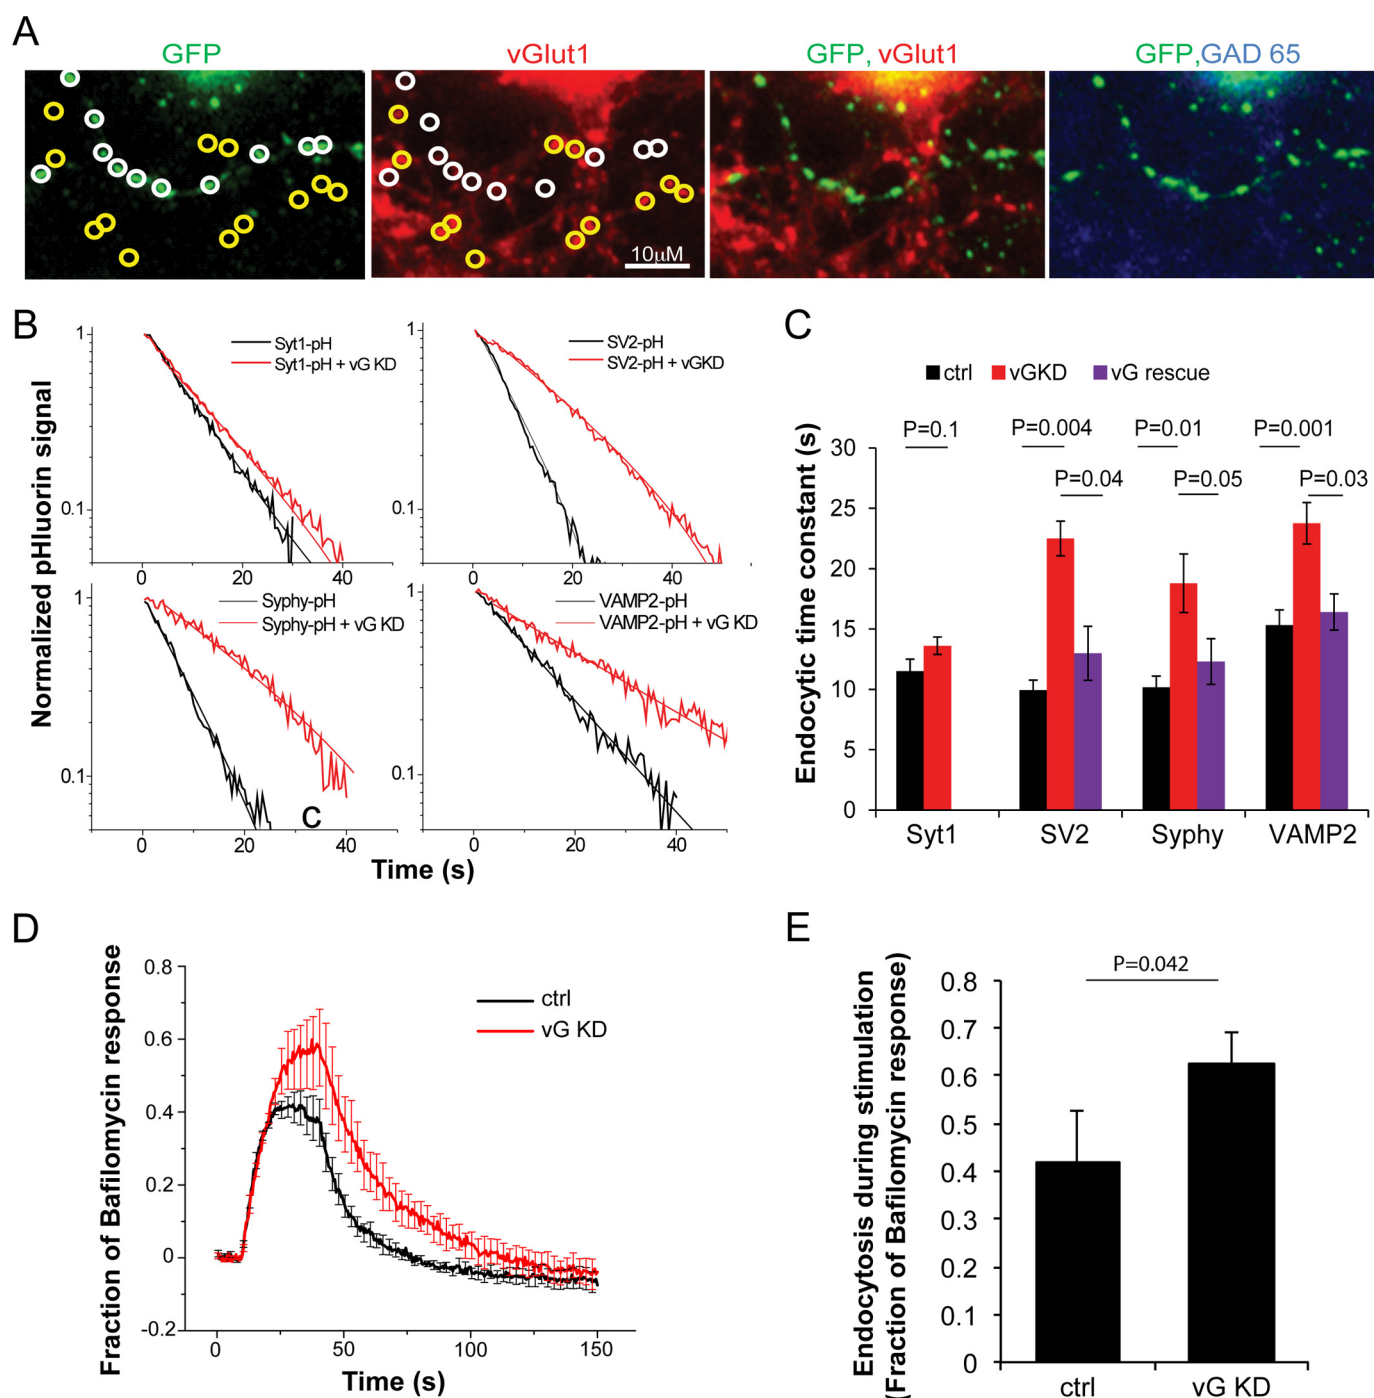 A
GFP
vGlut1
GFP, vGlut1
GFP,GAD 65
10µM
B
Normalized pHluorin signal
1
0.1
Syt1-pH
Syt1-pH + vG KD
0 20 40
1
0.1
SV2-pH
SV2-pH + vGKD
0 20 40
1
0.1
Syphy-pH
Syphy-pH + vG KD
C
0 20 40
1
0.1
VAMP2-pH
VAMP2-pH + vG KD
0 20 40
Time (s)
C
ctrl vGKD vG rescue
Endocytic time constant (s)
30
25
20
15
10
5
0
P=0.1
P=0.004
P=0.04
P=0.01
P=0.05
P=0.001
P=0.03
Syt1 SV2 Syphy VAMP2
D
Fraction of Bafilomycin response
0.8
0.6
0.4
0.2
0
-0.2
ctrl
vG KD
0 50 100 150
Time (s)
E
Endocytosis during stimulation
(Fraction of Bafilomycin response)
0.8
0.7
0.6
0.5
0.4
0.3
0.2
0.1
0
P=0.042
ctrl vG KD